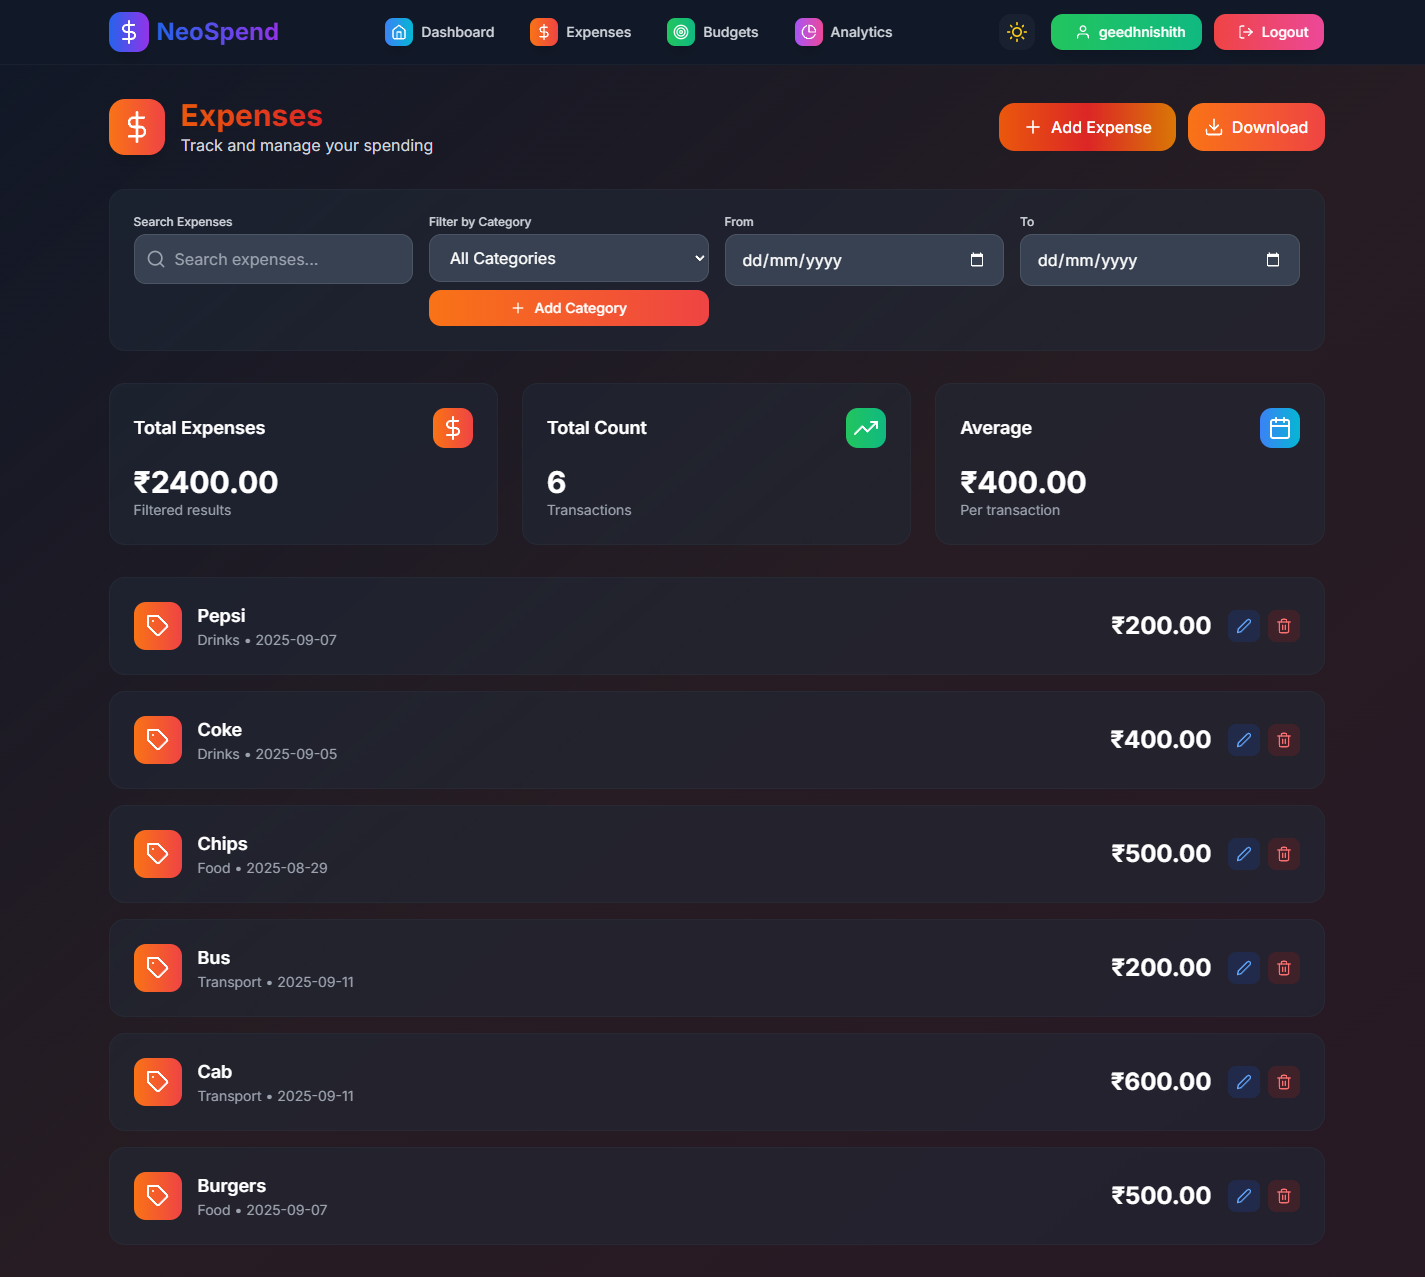 NeoSpend
Dashboard
Expenses
Budgets
Analytics
geedhnishith
Logout
Expenses
Track and manage your spending
Add Expense
Download
Search Expenses
Search expenses...
Filter by Category
All Categories
Add Category
From
dd/mm/yyyy
To
dd/mm/yyyy
Total Expenses
₹2400.00
Filtered results
Total Count
6
Transactions
Average
₹400.00
Per transaction
Pepsi
Drinks • 2025-09-07
₹200.00
Coke
Drinks • 2025-09-05
₹400.00
Chips
Food • 2025-08-29
₹500.00
Bus
Transport • 2025-09-11
₹200.00
Cab
Transport • 2025-09-11
₹600.00
Burgers
Food • 2025-09-07
₹500.00